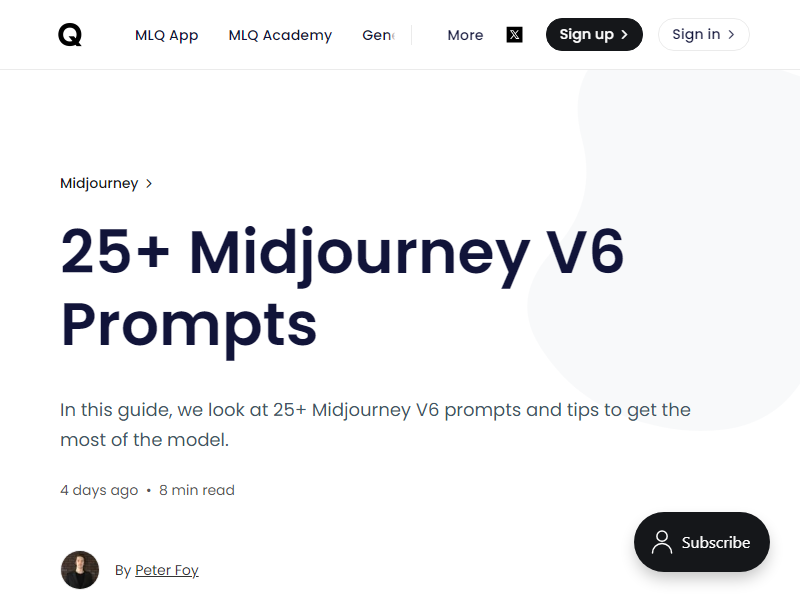 MLQ App MLQ Academy Gen More Sign up Sign in
Midjourney
25+ Midjourney V6
Prompts
In this guide, we look at 25+ Midjourney V6 prompts and tips to get the
most of the model.
4 days ago • 8 min read
Subscribe
By Peter Foy